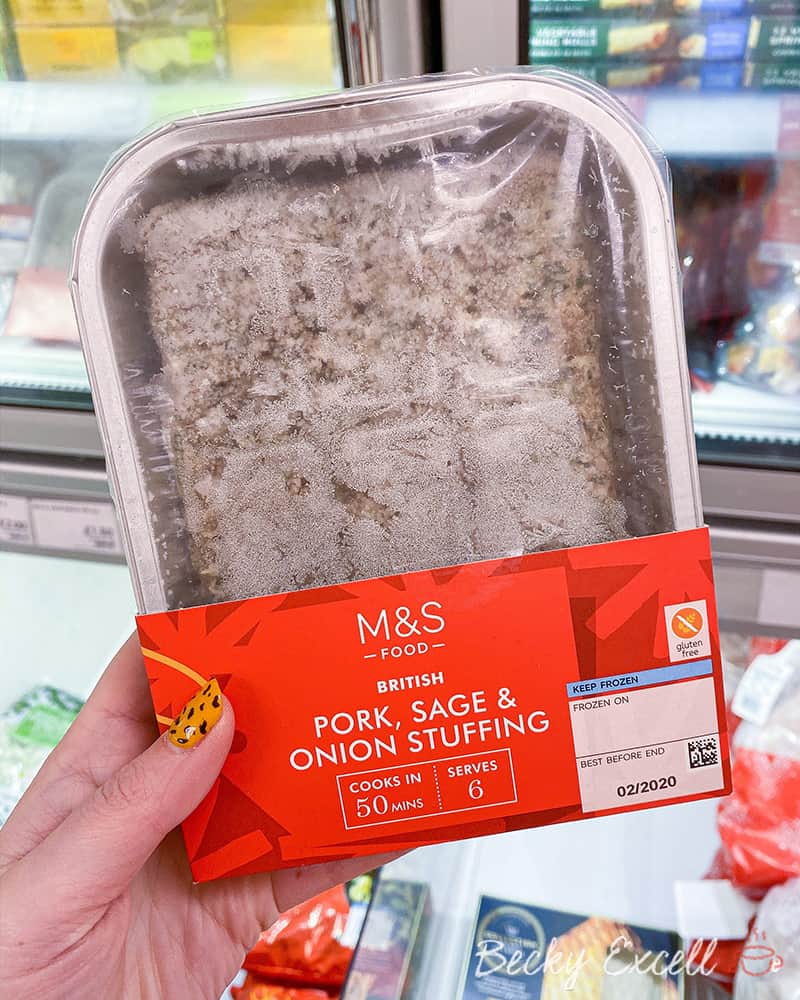 VEGETABLE
M&S
FOOD
BRITISH
PORK, SAGE &
ONION STUFFING
COOKS IN
50 MINS
SERVES
6
gluten
free
KEEP FROZEN
FROZEN ON
BEST BEFORE END
02/2020
Becky Excell